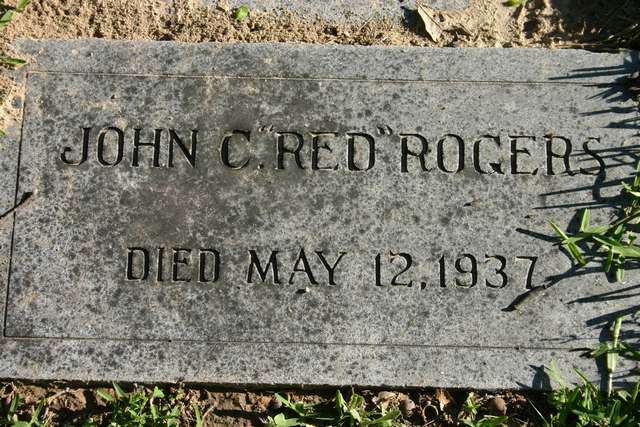 JOHN C. "RED" ROGERS
DIED MAY 12, 1937